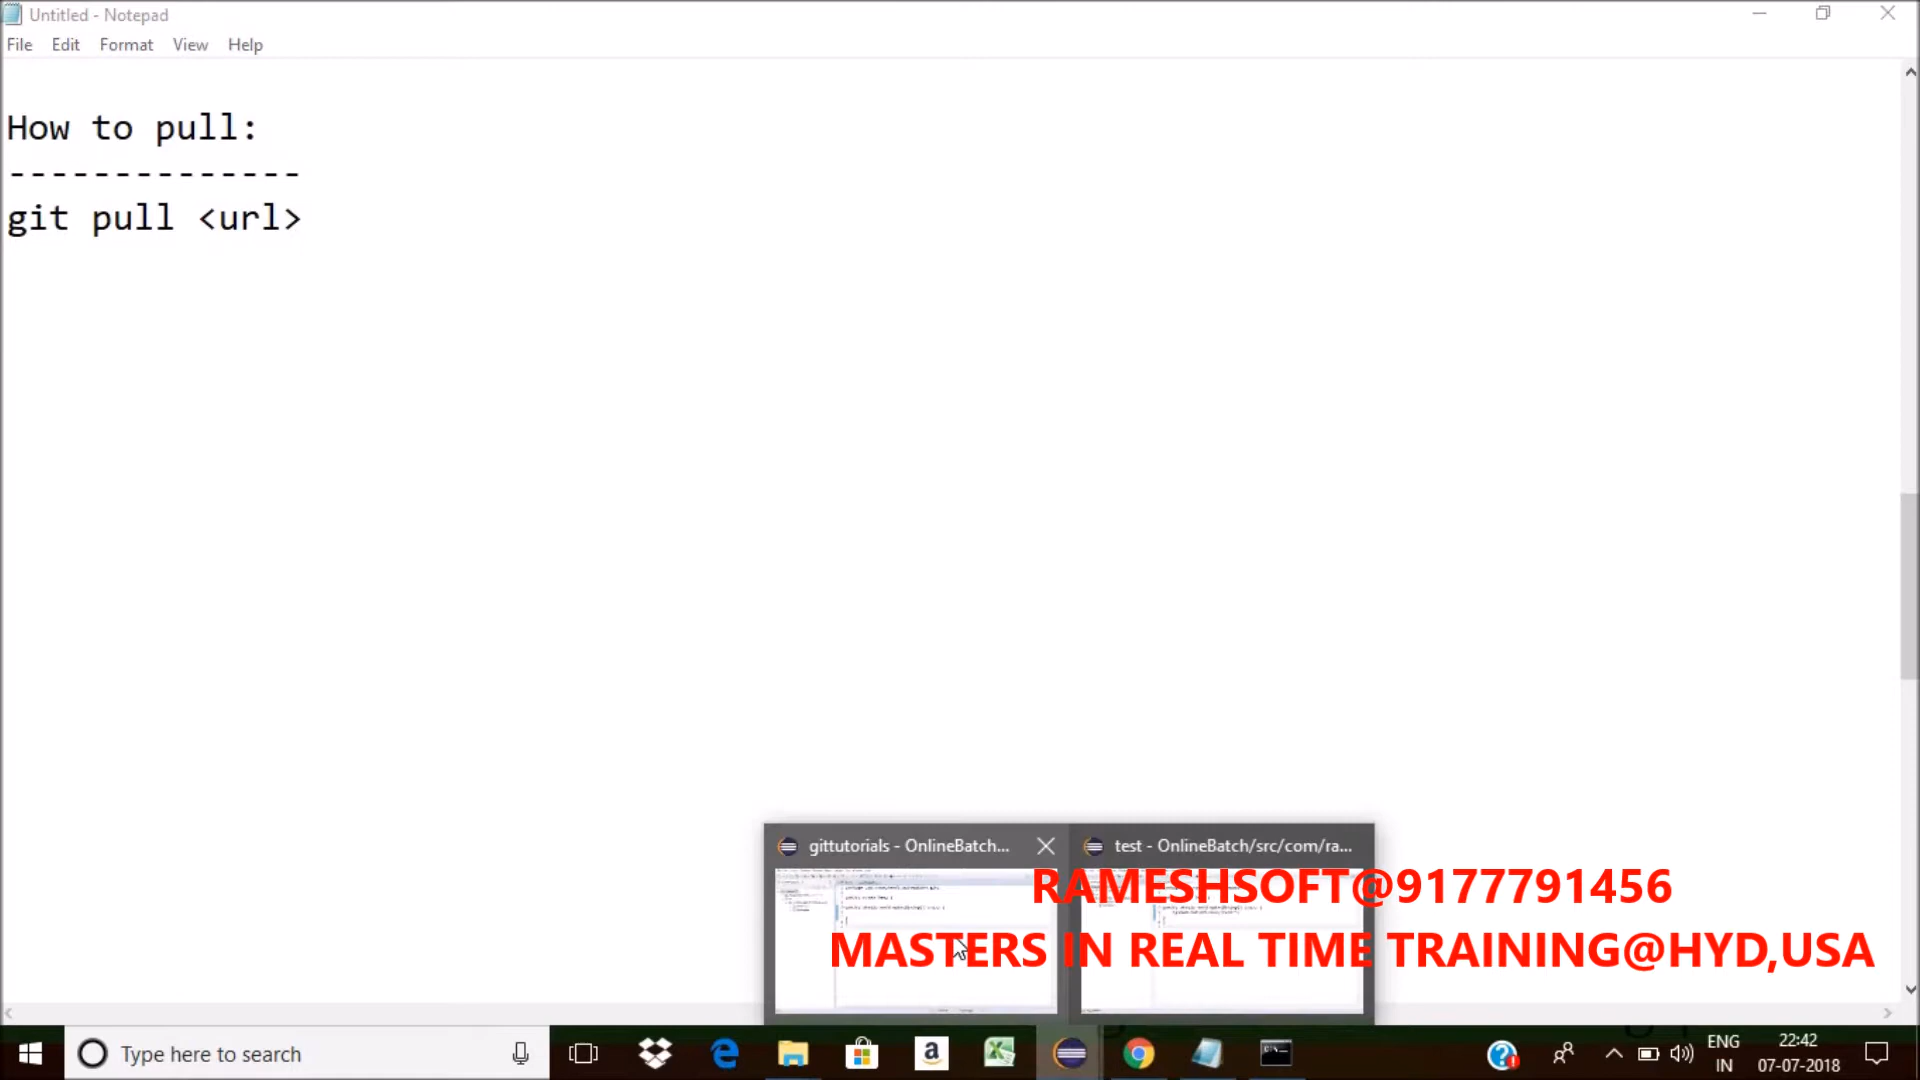 Untitled - Notepad
File Edit Format View Help
How to pull:
--------------
git pull <url>
gittutorials - OnlineBatch...
test - OnlineBatch/src/com/ra...
RAMESHSOFT@9177791456
MASTERS IN REAL TIME TRAINING@HYD,USA
Type here to search
ENG
IN
22:42
07-07-2018